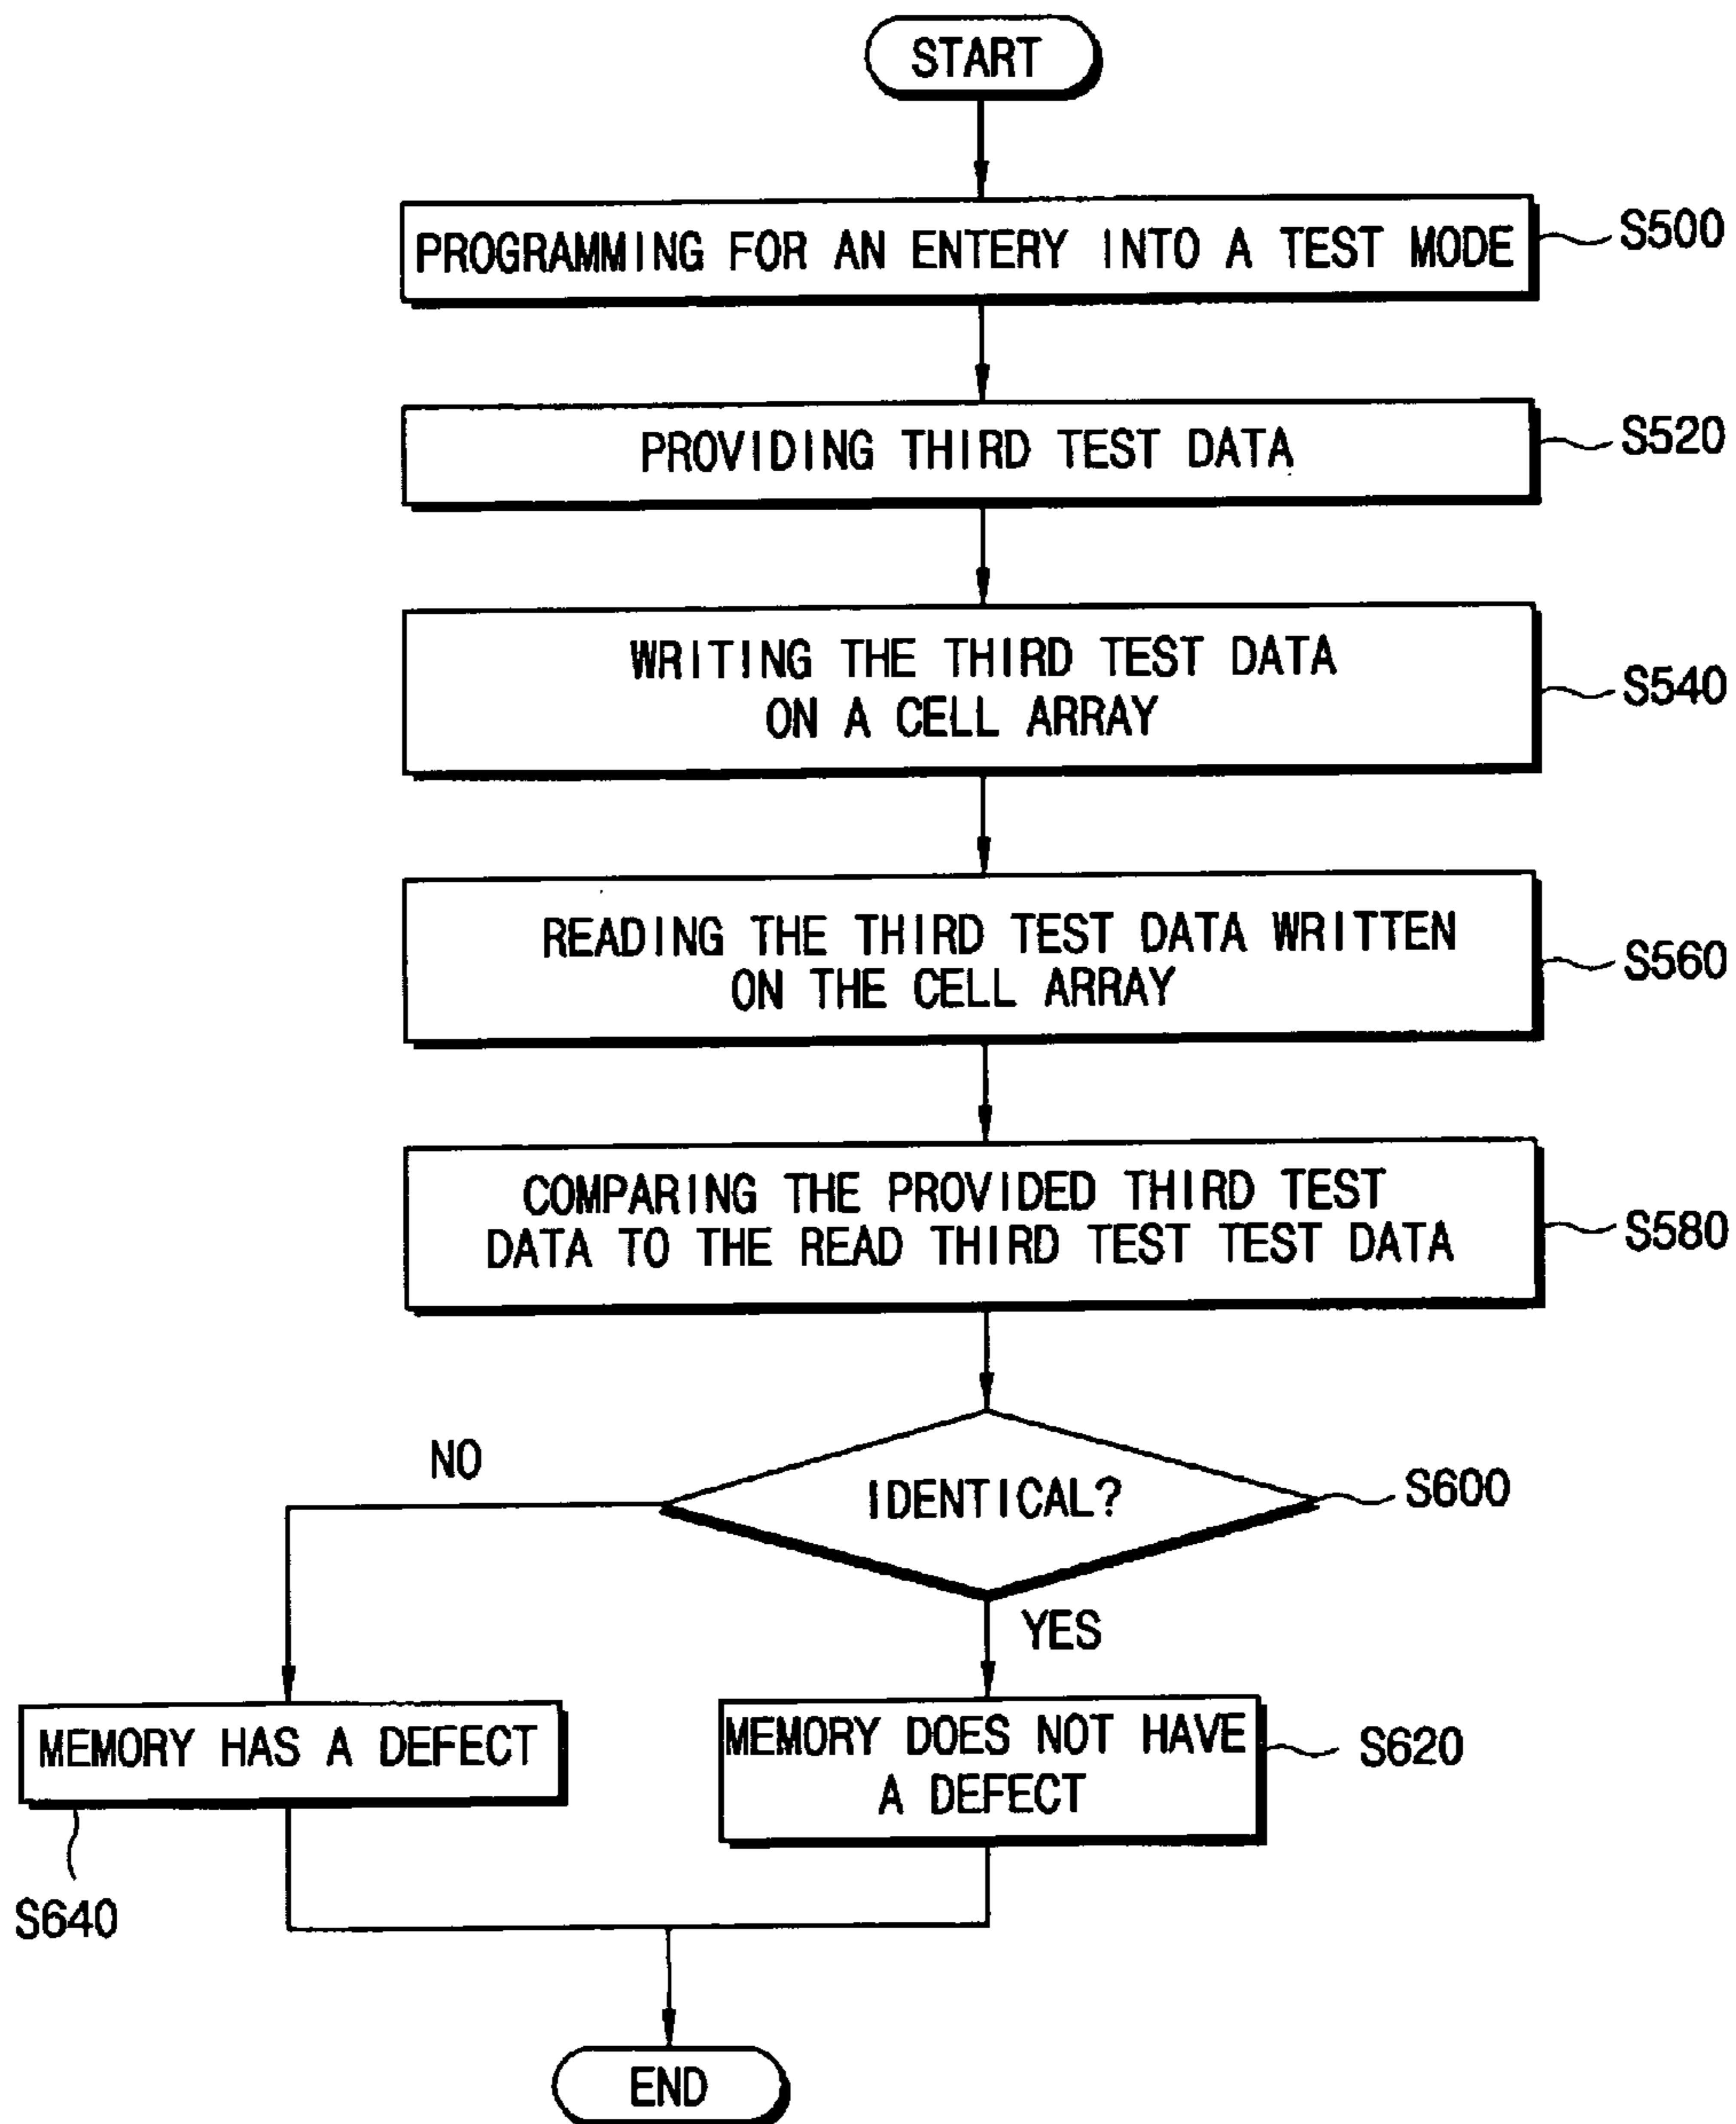 START
PROGRAMMING FOR AN ENTERY INTO A TEST MODE
S500
PROVIDING THIRD TEST DATA
S520
WRITING THE THIRD TEST DATA
ON A CELL ARRAY
S540
READING THE THIRD TEST DATA WRITTEN
ON THE CELL ARRAY
S560
COMPARING THE PROVIDED THIRD TEST
DATA TO THE READ THIRD TEST TEST DATA
S580
NO
IDENTICAL?
S600
YES
MEMORY HAS A DEFECT
S640
MEMORY DOES NOT HAVE
A DEFECT
S620
END